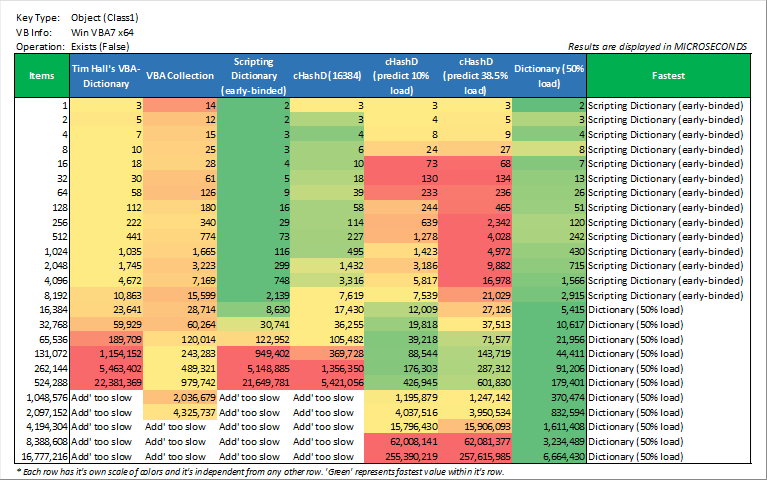 Key Type: Object (Class1)
VB Info: Win VBA7 x64
Operation: Exists (False)
Results are displayed in MICROSECONDS
Items Tim Hall's VBA-Dictionary VBA Collection Scripting Dictionary (early-binded) cHashD (16384) cHashD (predict 10% load) cHashD (predict 38.5% load) Dictionary (50% load) Fastest
1 3 14 2 3 3 3 2 Scripting Dictionary (early-binded)
2 5 12 2 3 4 5 3 Scripting Dictionary (early-binded)
4 7 15 3 4 8 9 4 Scripting Dictionary (early-binded)
8 10 25 3 6 24 27 8 Scripting Dictionary (early-binded)
16 18 28 4 10 73 68 7 Scripting Dictionary (early-binded)
32 30 61 5 18 130 134 13 Scripting Dictionary (early-binded)
64 58 126 9 39 233 236 26 Scripting Dictionary (early-binded)
128 112 180 16 58 244 465 51 Scripting Dictionary (early-binded)
256 222 340 29 114 639 2,342 120 Scripting Dictionary (early-binded)
512 441 774 73 227 1,278 4,028 242 Scripting Dictionary (early-binded)
1,024 1,035 1,665 116 495 1,423 4,972 430 Scripting Dictionary (early-binded)
2,048 1,745 3,223 299 1,432 3,186 9,882 715 Scripting Dictionary (early-binded)
4,096 4,672 7,169 748 3,316 5,817 16,978 1,566 Scripting Dictionary (early-binded)
8,192 10,863 15,599 2,139 7,619 7,539 21,029 2,915 Scripting Dictionary (early-binded)
16,384 23,641 28,714 8,630 17,430 12,009 27,126 5,415 Dictionary (50% load)
32,768 59,929 60,264 30,741 36,255 19,818 37,513 10,617 Dictionary (50% load)
65,536 189,709 120,014 122,952 105,482 39,218 71,577 21,956 Dictionary (50% load)
131,072 1,154,152 243,283 949,402 369,728 88,544 143,719 44,411 Dictionary (50% load)
262,144 5,463,402 489,321 5,148,885 1,356,350 176,303 287,312 91,206 Dictionary (50% load)
524,288 22,381,369 979,742 21,649,781 5,421,056 426,945 601,830 179,401 Dictionary (50% load)
1,048,576 Add' too slow 2,036,679 Add' too slow Add' too slow 1,195,879 1,247,142 370,474 Dictionary (50% load)
2,097,152 Add' too slow 4,325,737 Add' too slow Add' too slow 4,037,516 3,950,534 832,594 Dictionary (50% load)
4,194,304 Add' too slow Add' too slow Add' too slow Add' too slow 15,796,430 15,906,093 1,611,408 Dictionary (50% load)
8,388,608 Add' too slow Add' too slow Add' too slow Add' too slow 62,008,141 62,081,377 3,234,489 Dictionary (50% load)
16,777,216 Add' too slow Add' too slow Add' too slow Add' too slow 255,390,219 257,615,985 6,664,430 Dictionary (50% load)
* Each row has it's own scale of colors and it's independent from any other row. 'Green' represents fastest value within it's row.